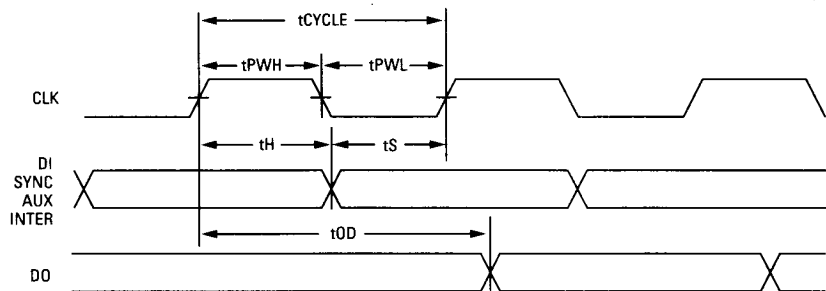 tCYCLE
tPWH
tPWL
CLK
tH
tS
DI
SYNC
AUX
INTER
tOD
DO